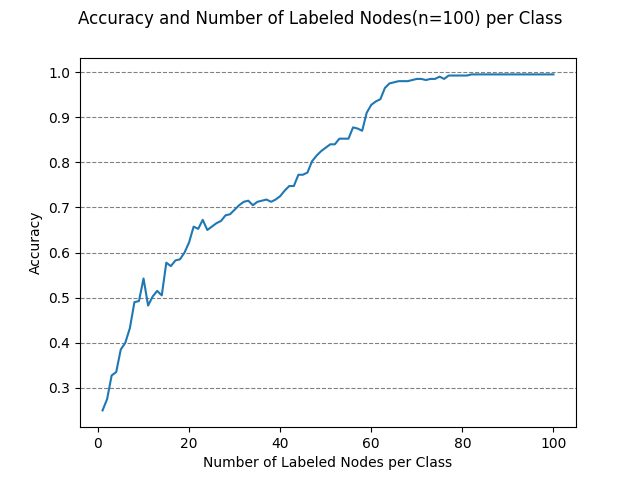 Accuracy and Number of Labeled Nodes(n=100) per Class
1.0
0.9
0.8
0.7
0.6
0.5
0.4
0.3
Accuracy
0 20 40 60 80 100
Number of Labeled Nodes per Class